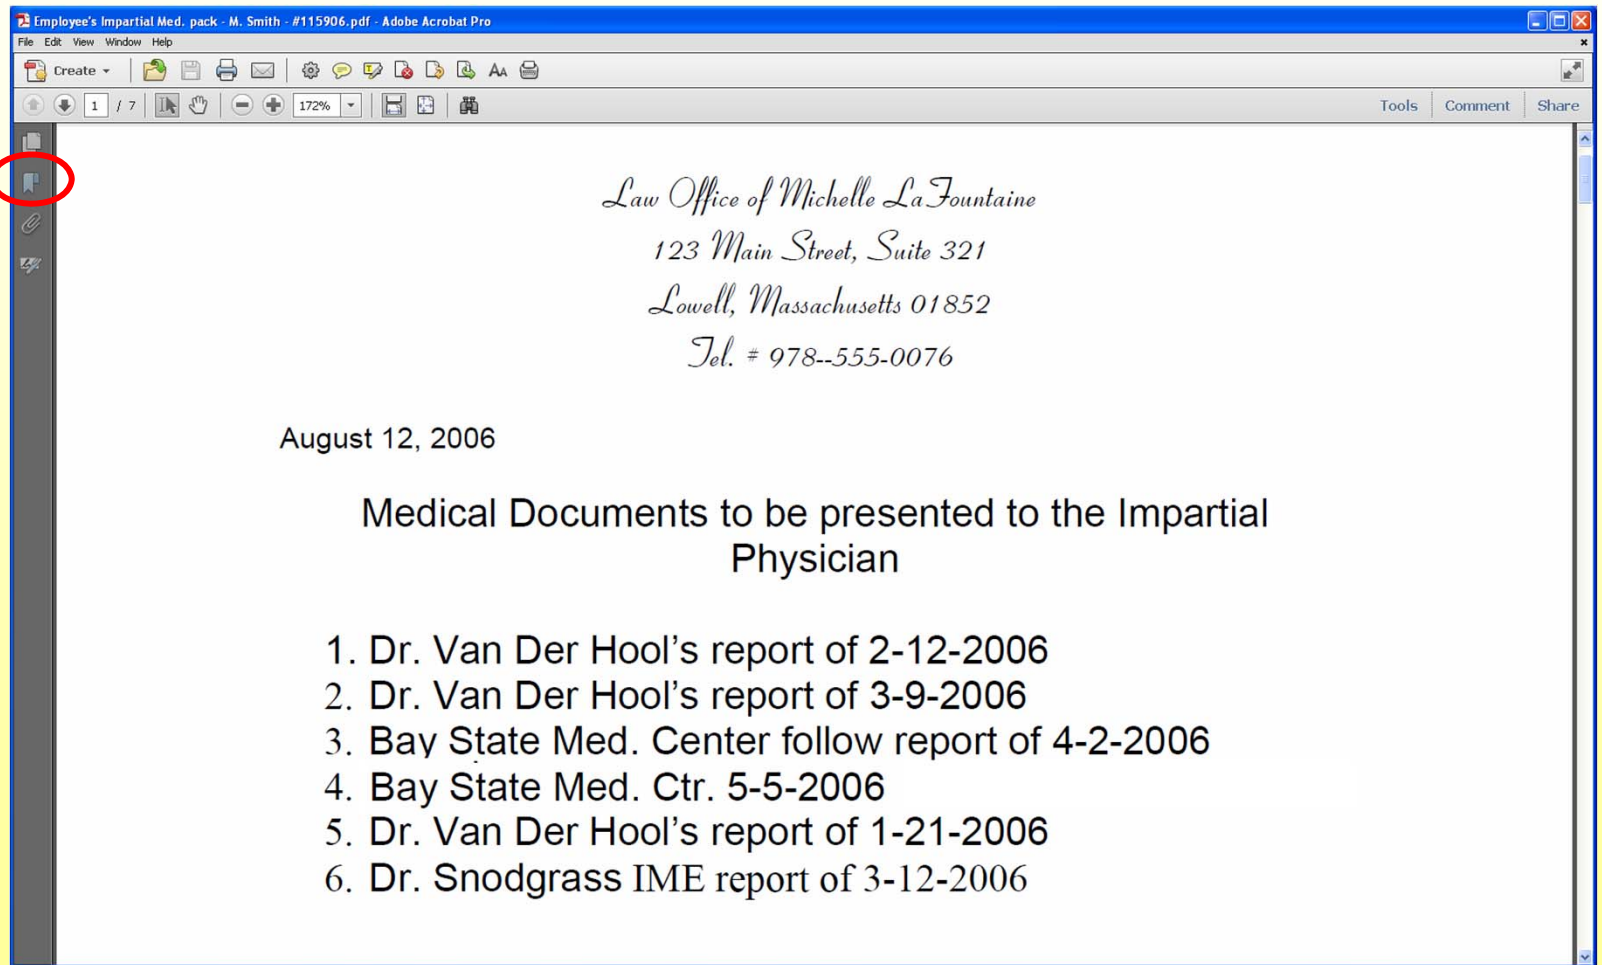 Employee's Impartial Med. pack - M. Smith - #115906.pdf - Adobe Acrobat Pro
File Edit View Window Help
Create
1 / 7 172% Tools Comment Share
Law Office of Michelle LaFountaine
123 Main Street, Suite 321
Lowell, Massachusetts 01852
Tel. # 978--555-0076
August 12, 2006
Medical Documents to be presented to the Impartial
Physician
1. Dr. Van Der Hool’s report of 2-12-2006
2. Dr. Van Der Hool’s report of 3-9-2006
3. Bay State Med. Center follow report of 4-2-2006
4. Bay State Med. Ctr. 5-5-2006
5. Dr. Van Der Hool’s report of 1-21-2006
6. Dr. Snodgrass IME report of 3-12-2006